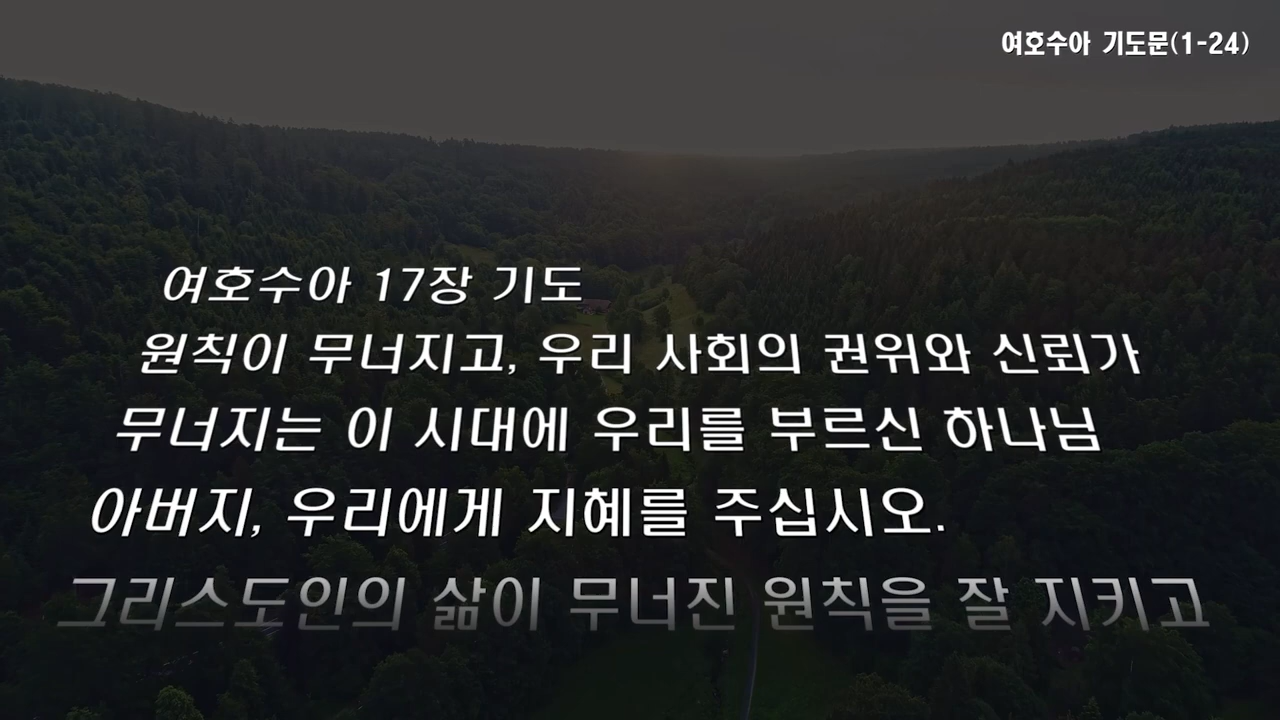 여호수아 기도문(1-24)
여호수아 17장 기도
원칙이 무너지고, 우리 사회의 권위와 신뢰가
무너지는 이 시대에 우리를 부르신 하나님
아버지, 우리에게 지혜를 주십시오.
그리스도인의 삶이 무너진 원칙을 잘 지키고